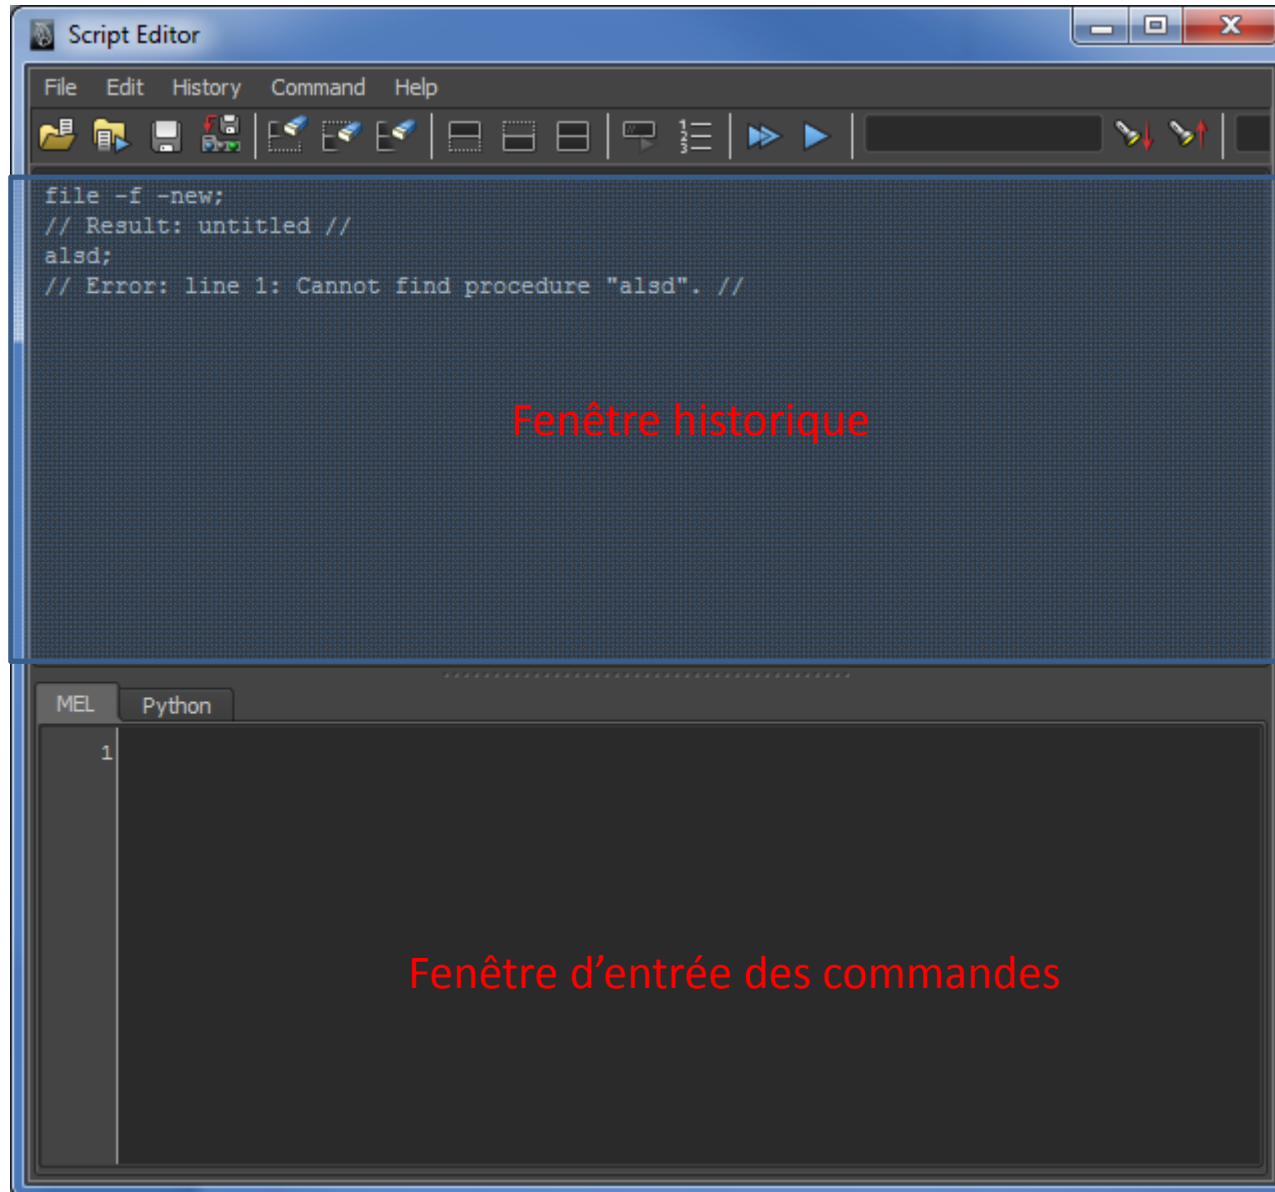 Script Editor
File Edit History Command Help
file -f -new;
// Result: untitled //
alsd;
// Error: line 1: Cannot find procedure "alsd". //
Fenêtre historique
MEL Python
1
Fenêtre d’entrée des commandes